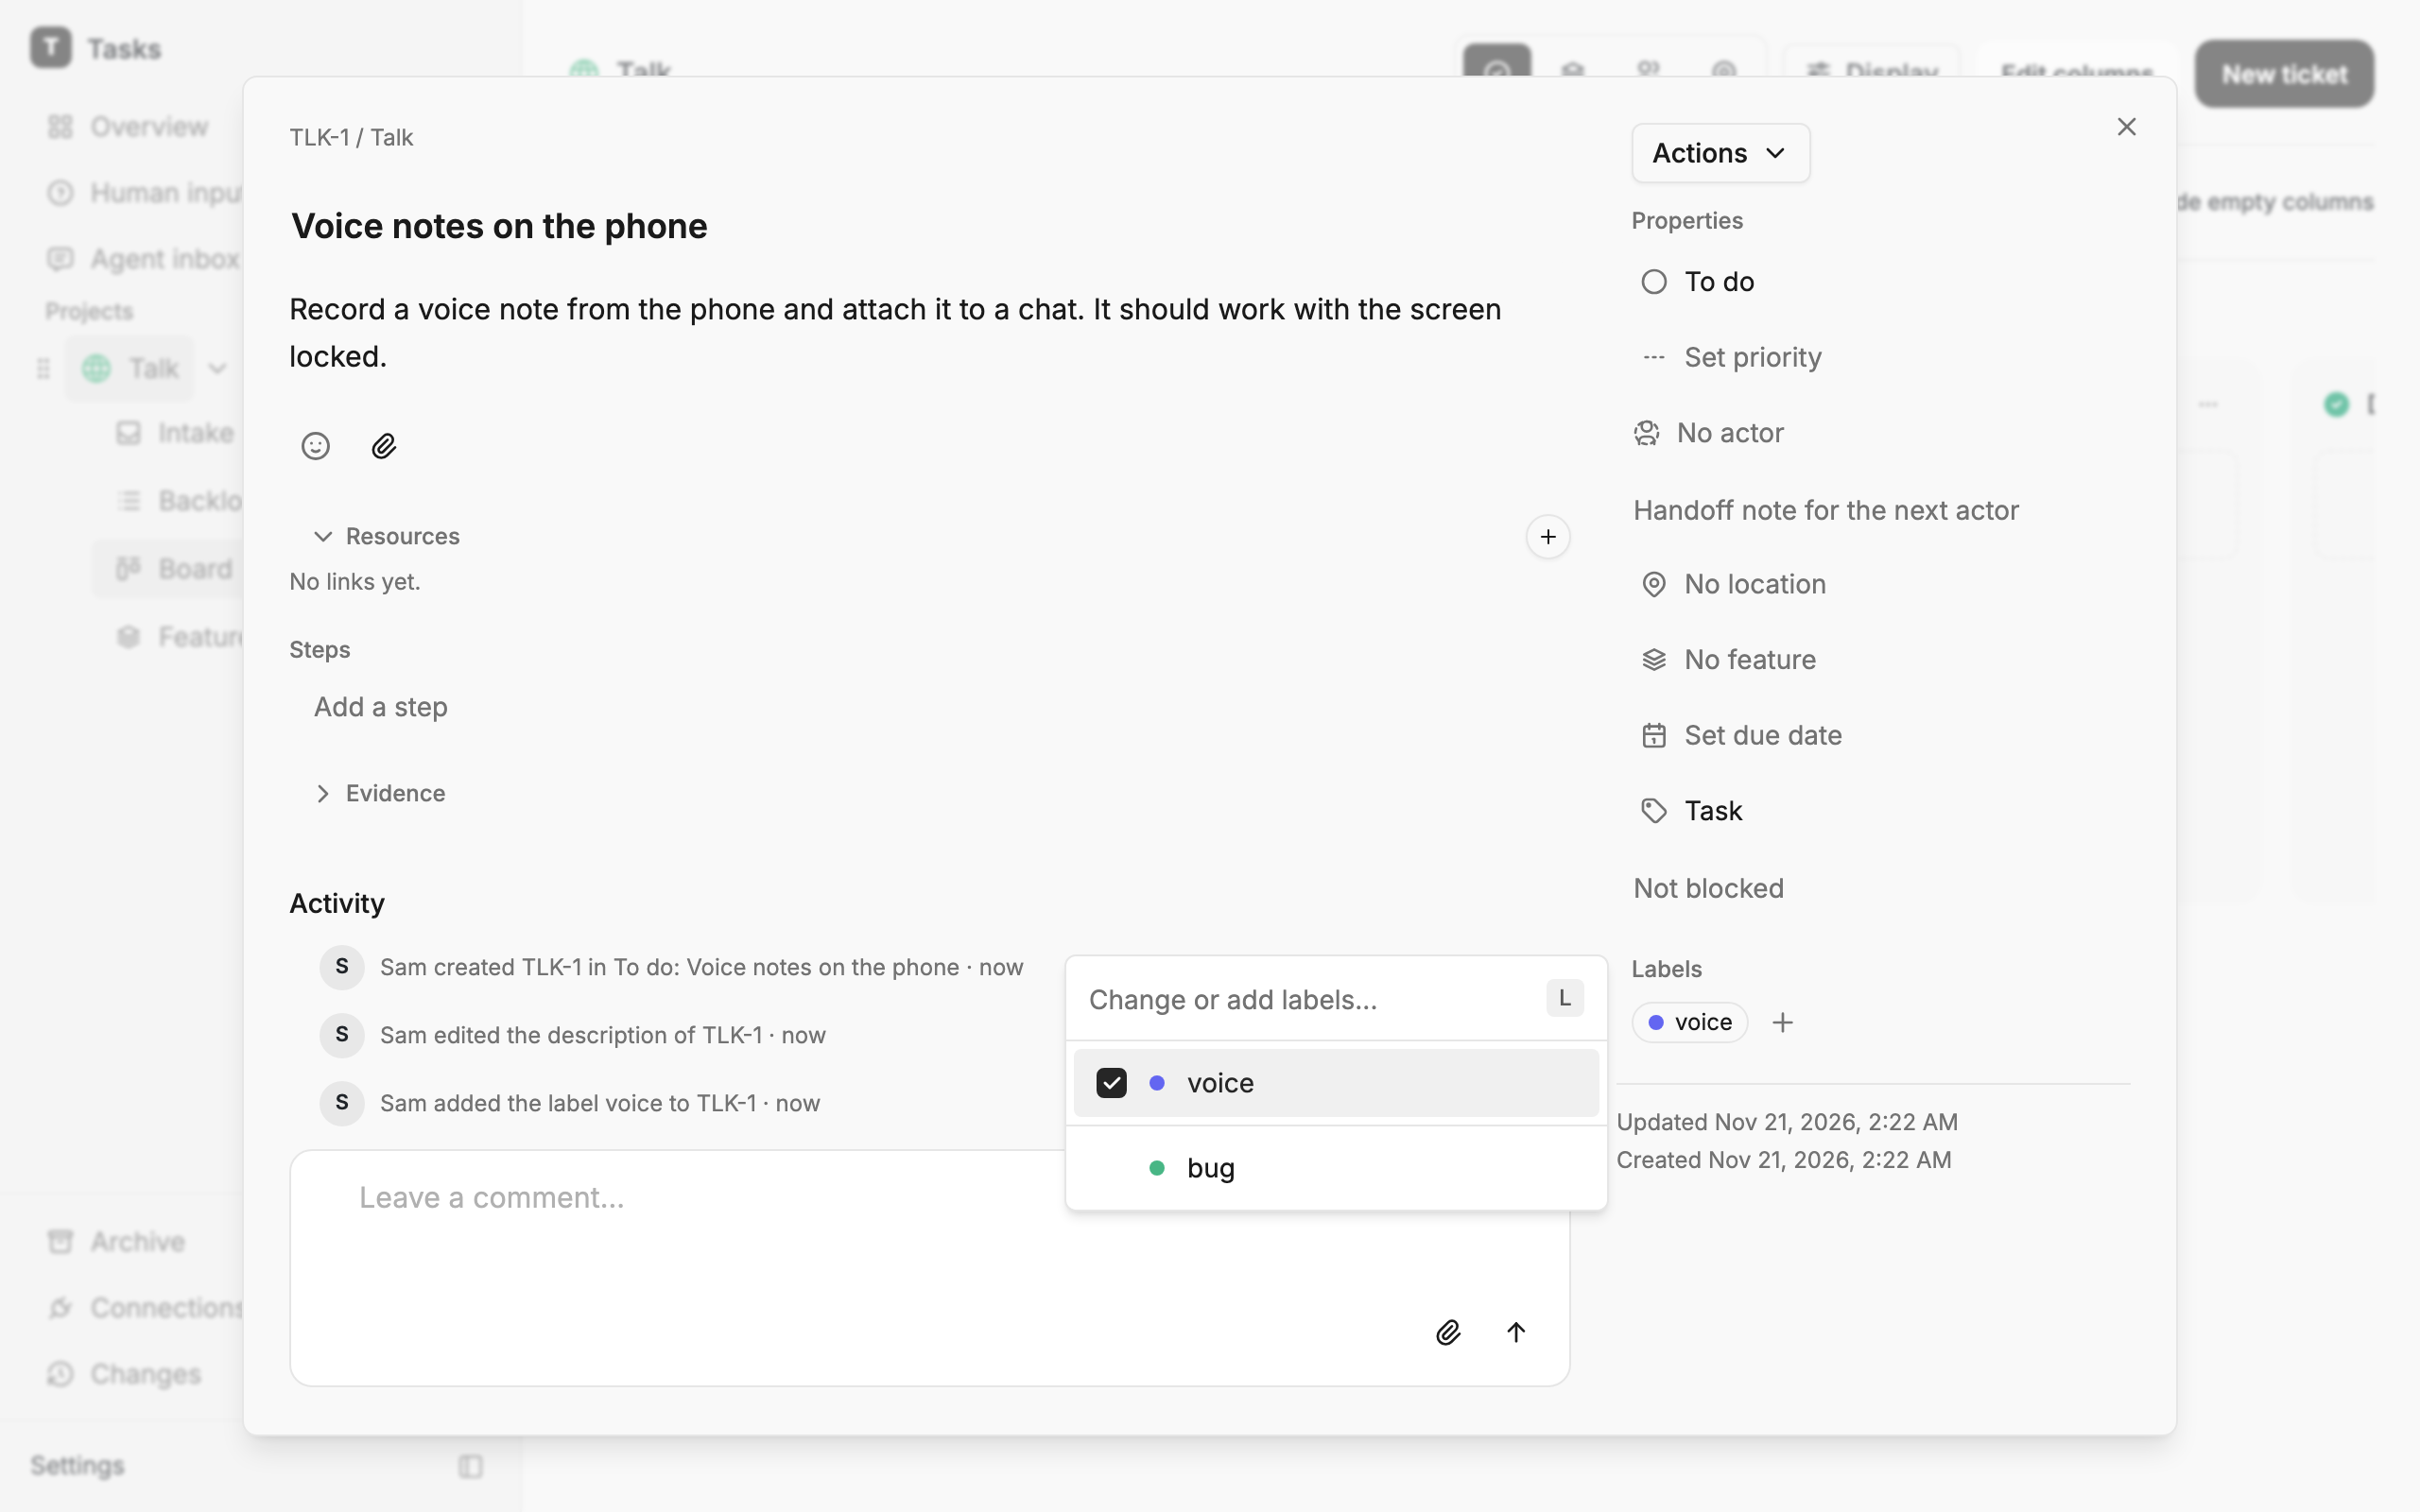 T Tasks
Overview
Human input
Agent inbox
Projects
Talk
Intake
Board
Archive
Connections
Changes
Settings
Talk
Display
Edit columns
New ticket
empty columns
TLK-1 / Talk
Voice notes on the phone
Record a voice note from the phone and attach it to a chat. It should work with the screen
locked.
Resources
No links yet.
Steps
Add a step
Evidence
Activity
S Sam created TLK-1 in To do: Voice notes on the phone · now
S Sam edited the description of TLK-1 · now
S Sam added the label voice to TLK-1 · now
Leave a comment...
Change or add labels... L
voice
bug
Actions
Properties
To do
Set priority
No actor
Handoff note for the next actor
No location
No feature
Set due date
Task
Not blocked
Labels
voice
Updated Nov 21, 2026, 2:22 AM
Created Nov 21, 2026, 2:22 AM